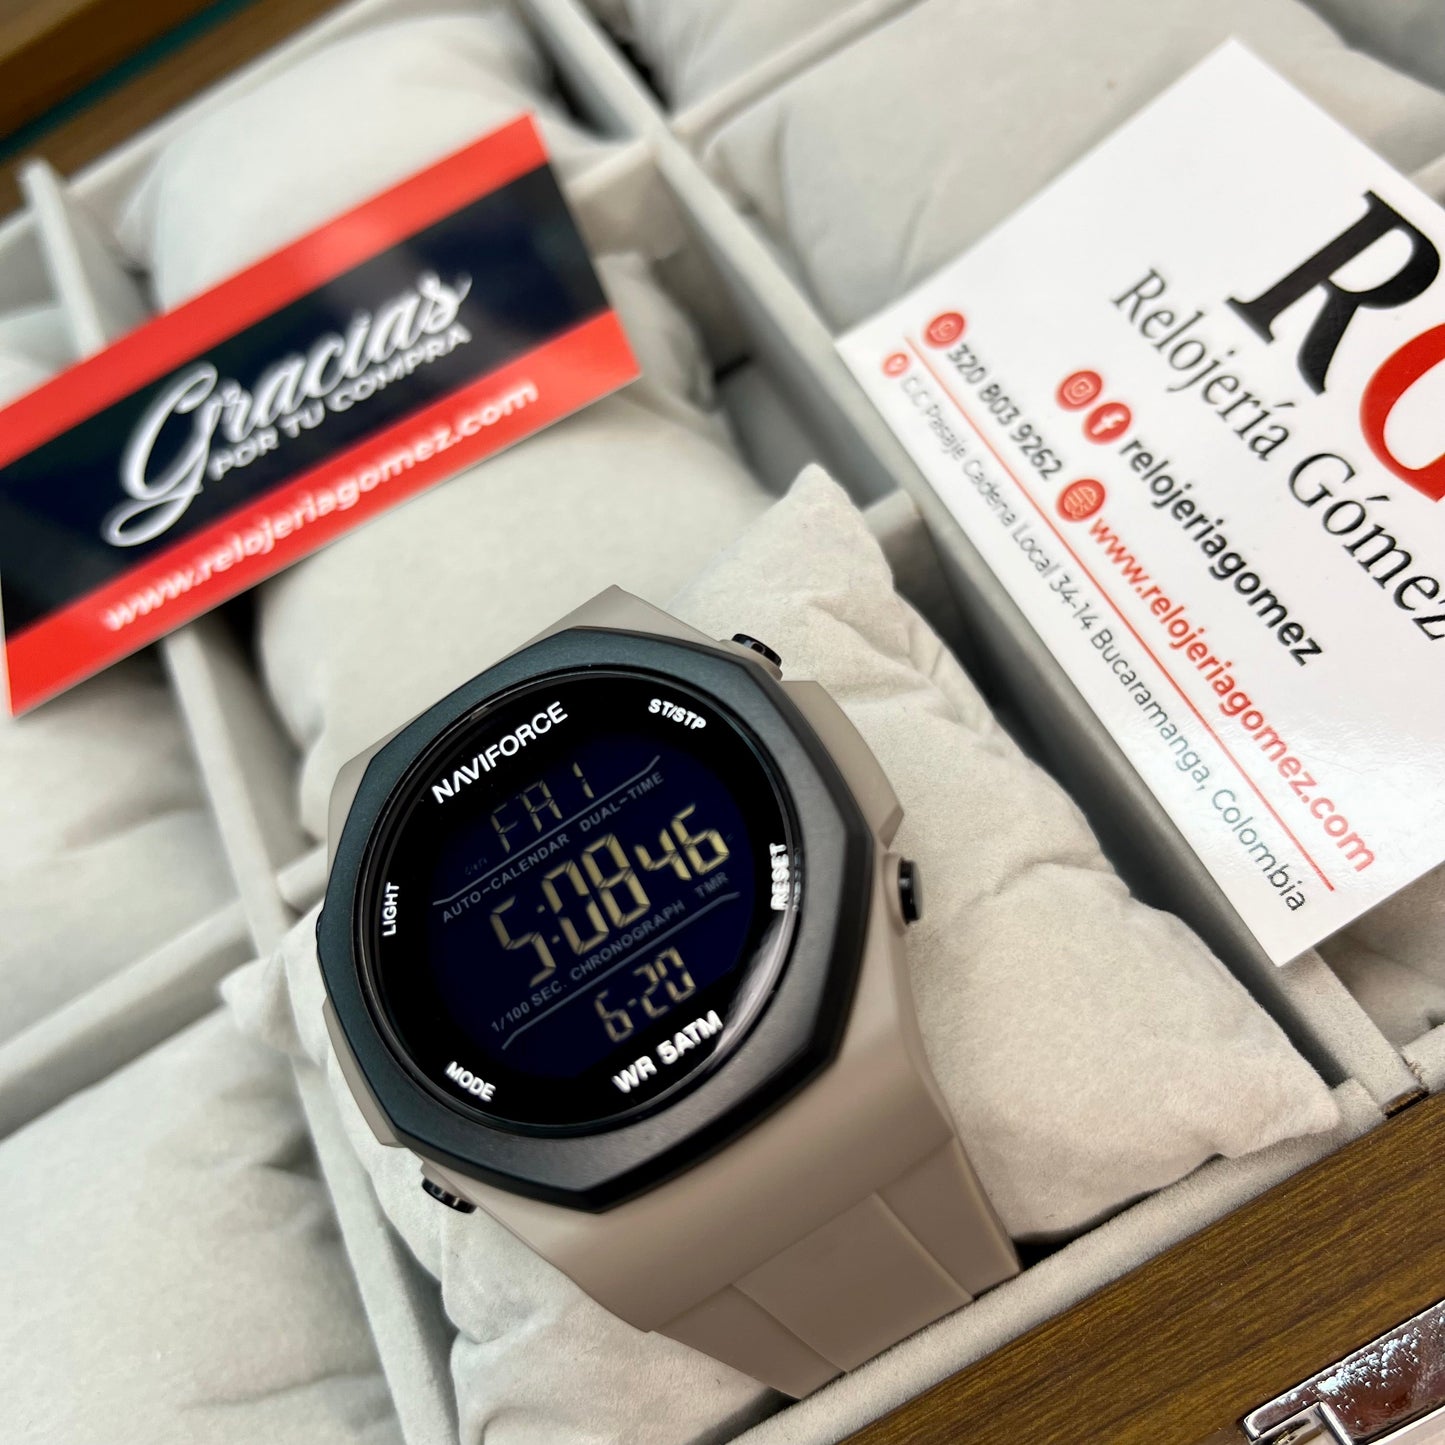 Gracias
POR TU COMPRA
www.relojeriagomez.com
Relojería Gómez
320 803 9262
relojeriagomez
www.relojeriagomez.com
C.C Pasaje Cadena Local 34-14 Bucaramanga, Colombia
NAVIFORCE
ST/STP
FRI
AUTO-CALENDAR DUAL-TIME
LIGHT
5:08 46
RESET
1/100 SEC. CHRONOGRAPH TMR
6-20
MODE
WR 5ATM